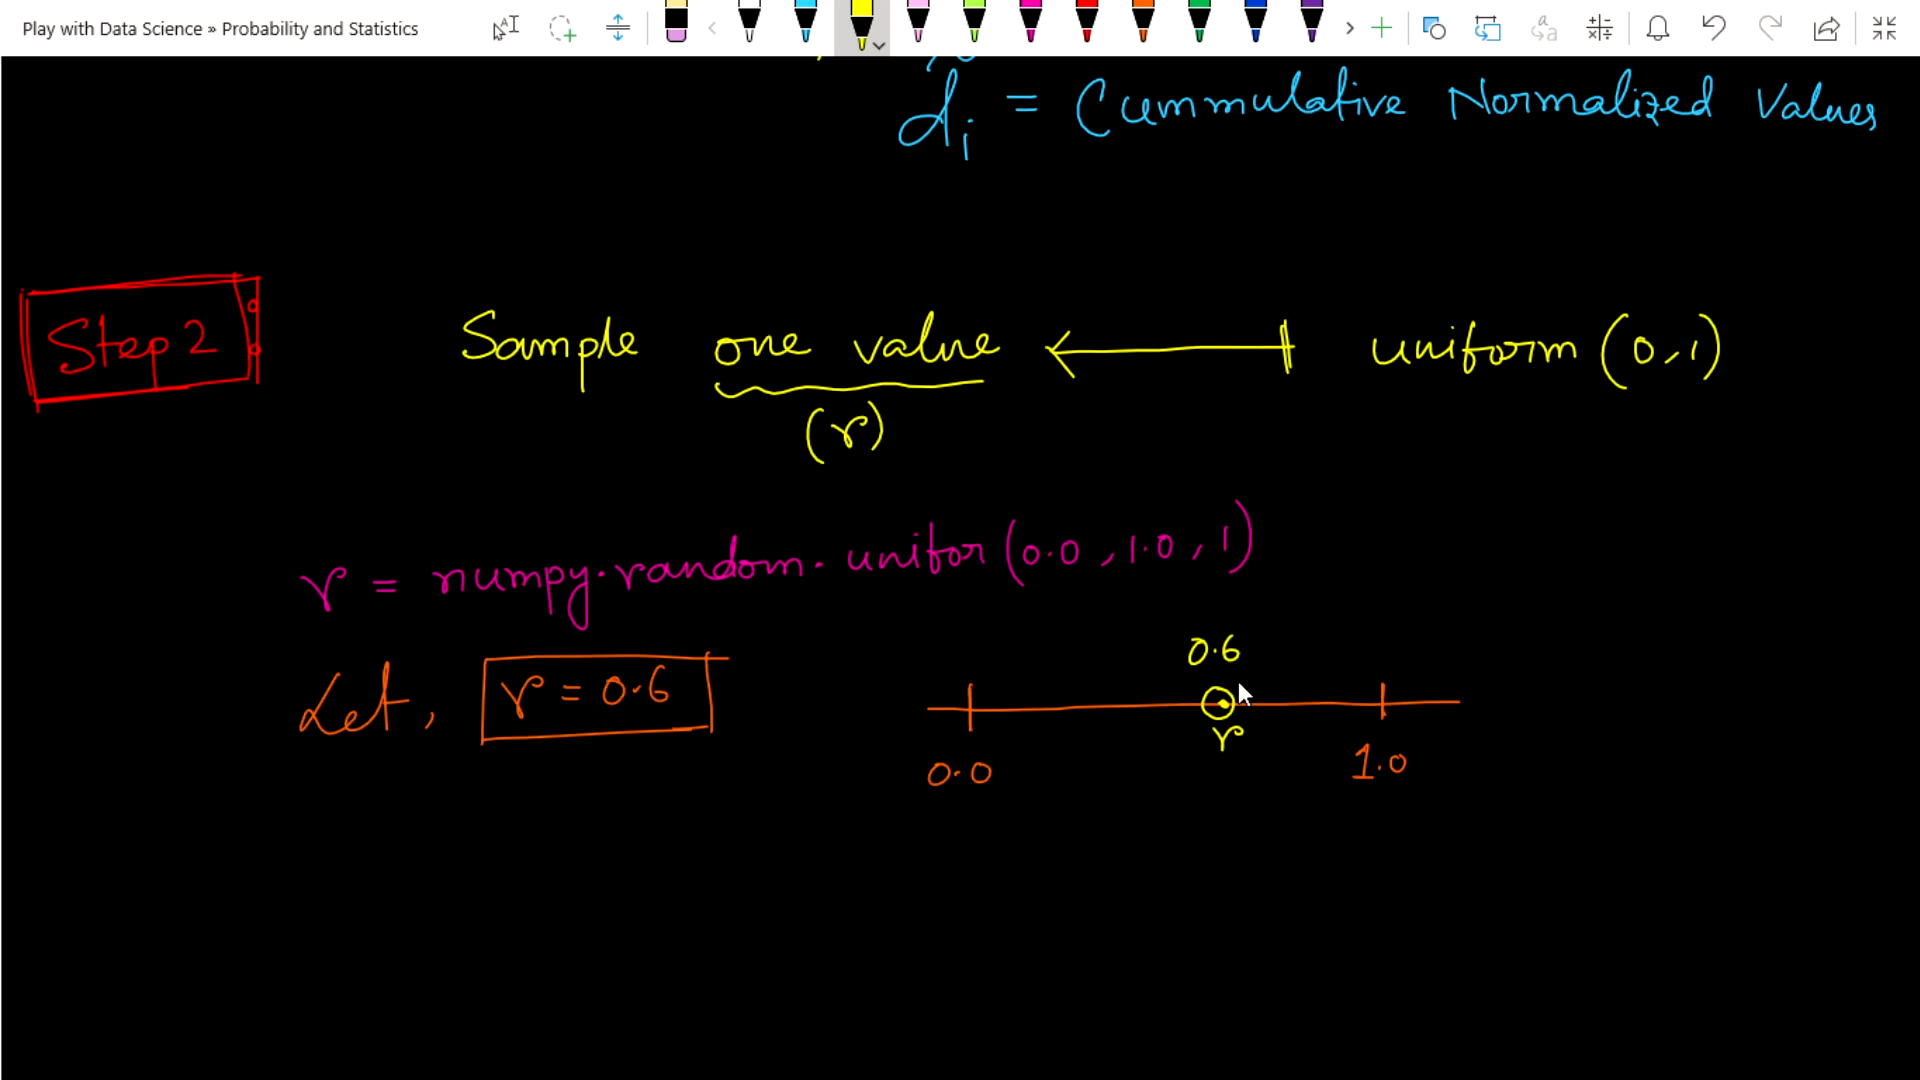 Play with Data Science » Probability and Statistics
di = Cummulative Normalized Values
Step 2
Sample one value uniform (0,1)
(r)
r = numpy.random.unifor(0.0, 1.0, 1)
0.6
Let, r = 0.6
r
0.0 1.0